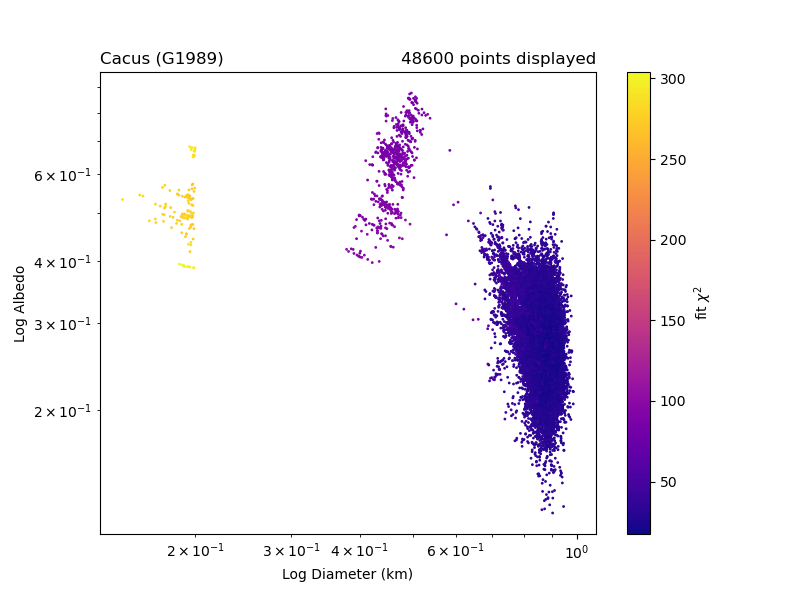 Cacus (G1989)
48600 points displayed
Log Albedo
6 × 10⁻¹
4 × 10⁻¹
3 × 10⁻¹
2 × 10⁻¹
2 × 10⁻¹ 3 × 10⁻¹ 4 × 10⁻¹ 6 × 10⁻¹ 10⁰
Log Diameter (km)
300
250
200
150
100
50
fit χ²